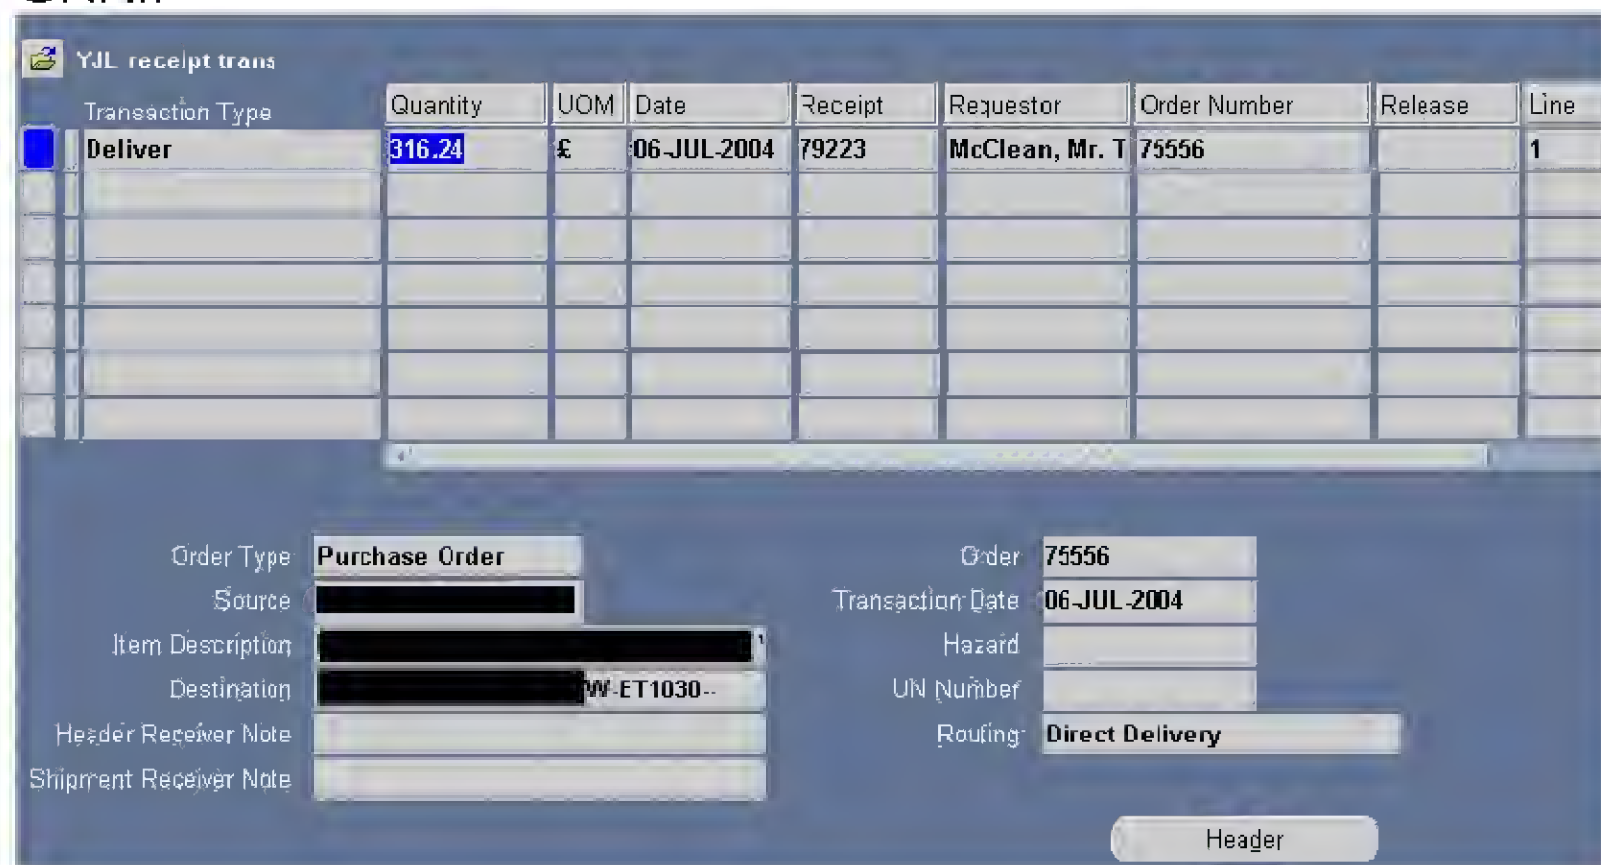 YJL receipt trans
Transaction Type Quantity UOM Date Receipt Requestor Order Number Release Line
Deliver 316.24 £ 06-JUL-2004 79223 McClean, Mr. T 75556 1
Order Type Purchase Order Order 75556
Source Transaction Date 06-JUL-2004
Item Description Hazard
Destination W-ET1030-- UN Number
Header Receiver Note Routing Direct Delivery
Shipment Receiver Note
Header